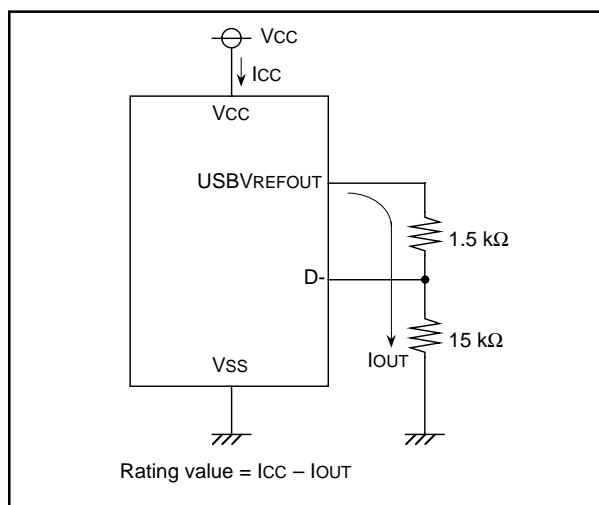 VCC
ICC
VCC
USBVREFOUT
1.5 kΩ
D-
15 kΩ
IOUT
VSS
Rating value = ICC – IOUT